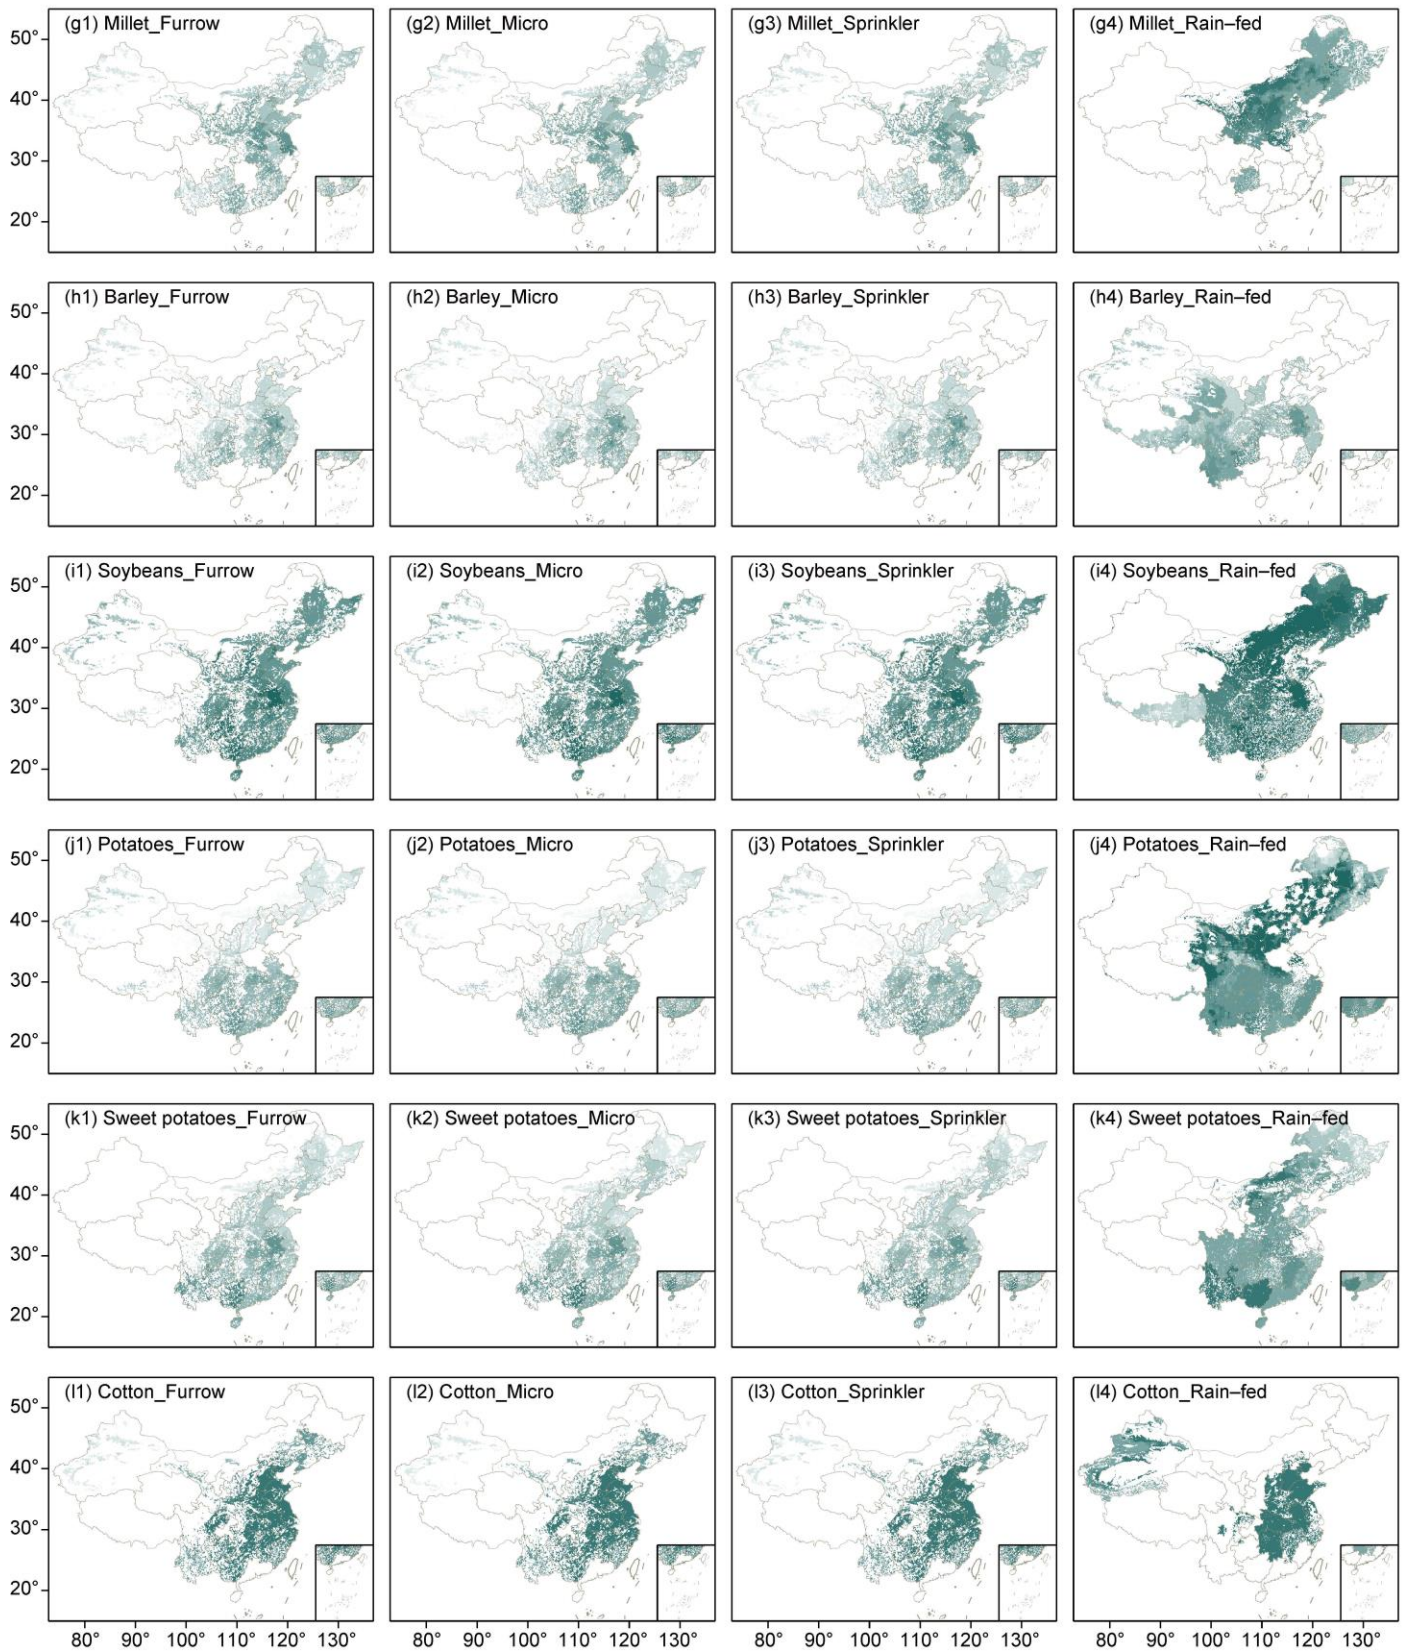 (g1) Millet_Furrow
(g2) Millet_Micro
(g3) Millet_Sprinkler
(g4) Millet_Rain–fed
50°
40°
30°
20°
(h1) Barley_Furrow
(h2) Barley_Micro
(h3) Barley_Sprinkler
(h4) Barley_Rain–fed
50°
40°
30°
20°
(i1) Soybeans_Furrow
(i2) Soybeans_Micro
(i3) Soybeans_Sprinkler
(i4) Soybeans_Rain–fed
50°
40°
30°
20°
(j1) Potatoes_Furrow
(j2) Potatoes_Micro
(j3) Potatoes_Sprinkler
(j4) Potatoes_Rain–fed
50°
40°
30°
20°
(k1) Sweet potatoes_Furrow
(k2) Sweet potatoes_Micro
(k3) Sweet potatoes_Sprinkler
(k4) Sweet potatoes_Rain–fed
50°
40°
30°
20°
(l1) Cotton_Furrow
(l2) Cotton_Micro
(l3) Cotton_Sprinkler
(l4) Cotton_Rain–fed
50°
40°
30°
20°
80° 90° 100° 110° 120° 130°
80° 90° 100° 110° 120° 130°
80° 90° 100° 110° 120° 130°
80° 90° 100° 110° 120° 130°